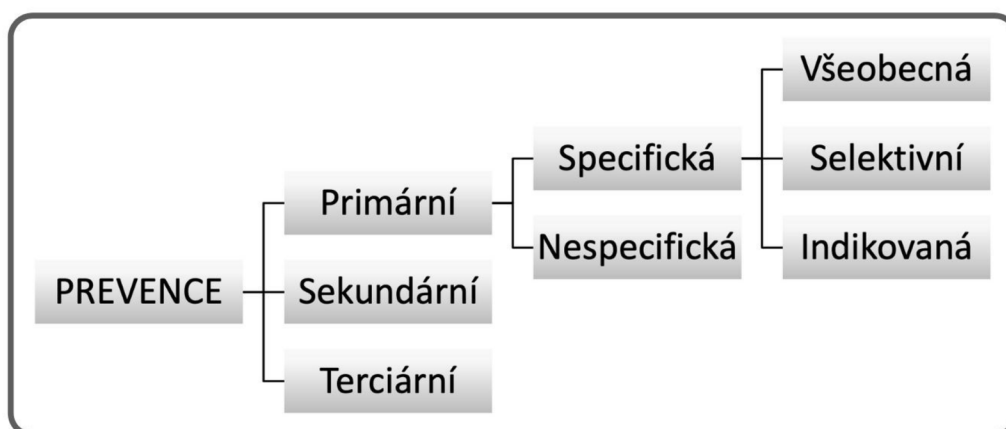 PREVENCE
Primární
Sekundární
Terciární
Specifická
Nespecifická
Všeobecná
Selektivní
Indikovaná